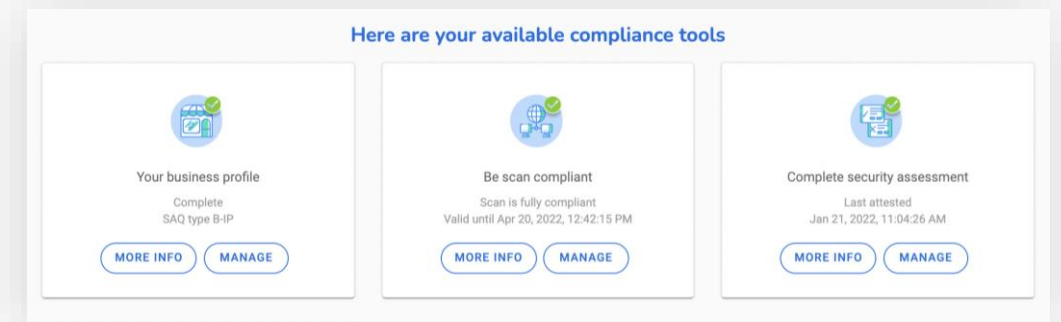 Here are your available compliance tools
Your business profile
Complete
SAQ type B-IP
MORE INFO
MANAGE
Be scan compliant
Scan is fully compliant
Valid until Apr 20, 2022, 12:42:15 PM
MORE INFO
MANAGE
Complete security assessment
Last attested
Jan 21, 2022, 11:04:26 AM
MORE INFO
MANAGE